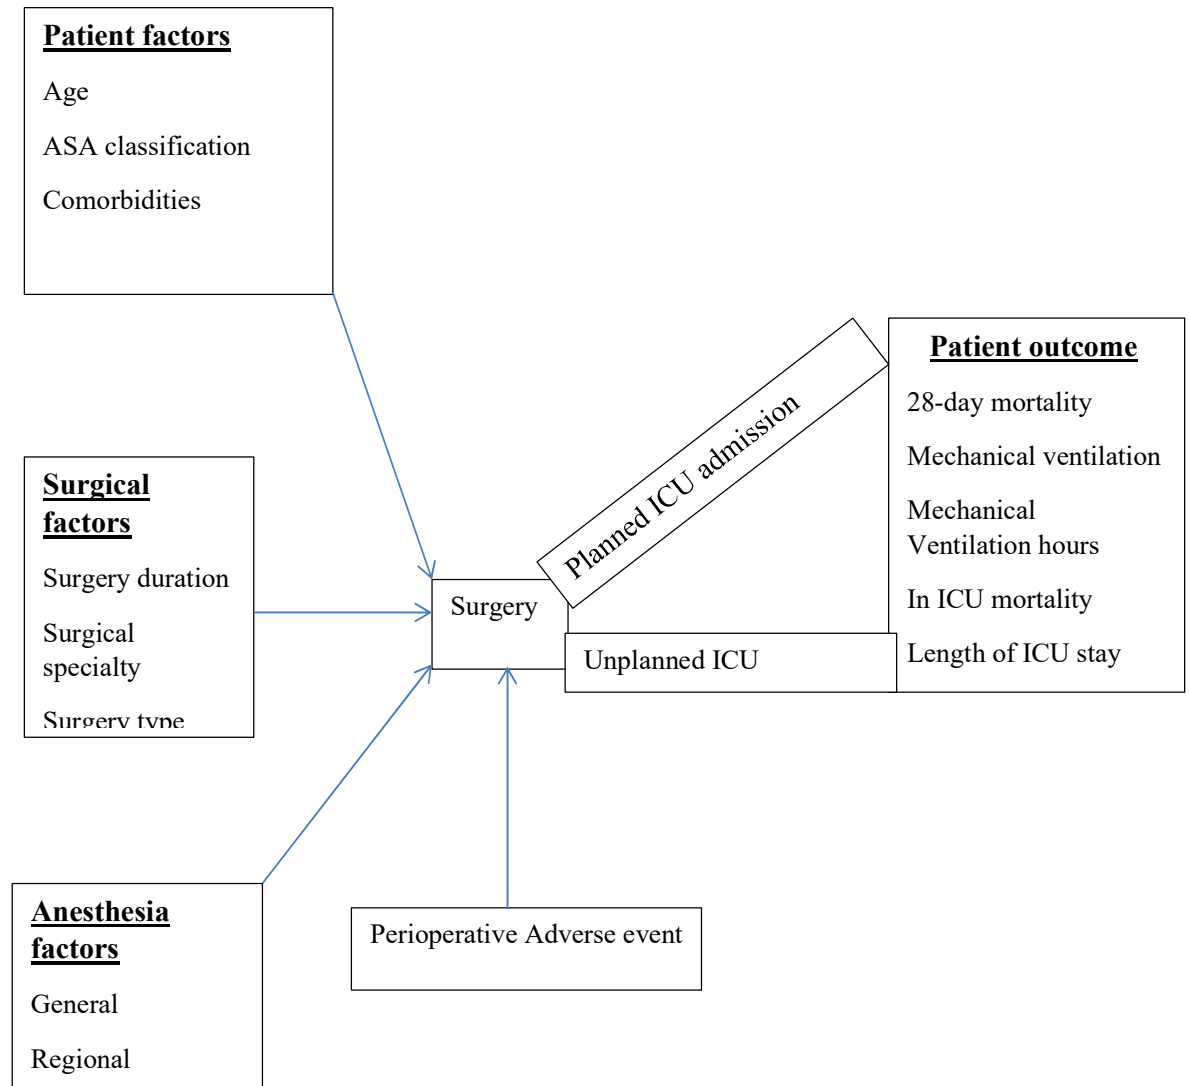 Patient factors
Age
ASA classification
Comorbidities
Surgical
factors
Surgery duration
Surgical
specialty
Surgery type
Anesthesia
factors
General
Regional
Surgery
Perioperative Adverse event
Planned ICU admission
Unplanned ICU
Patient outcome
28-day mortality
Mechanical ventilation
Mechanical
Ventilation hours
In ICU mortality
Length of ICU stay